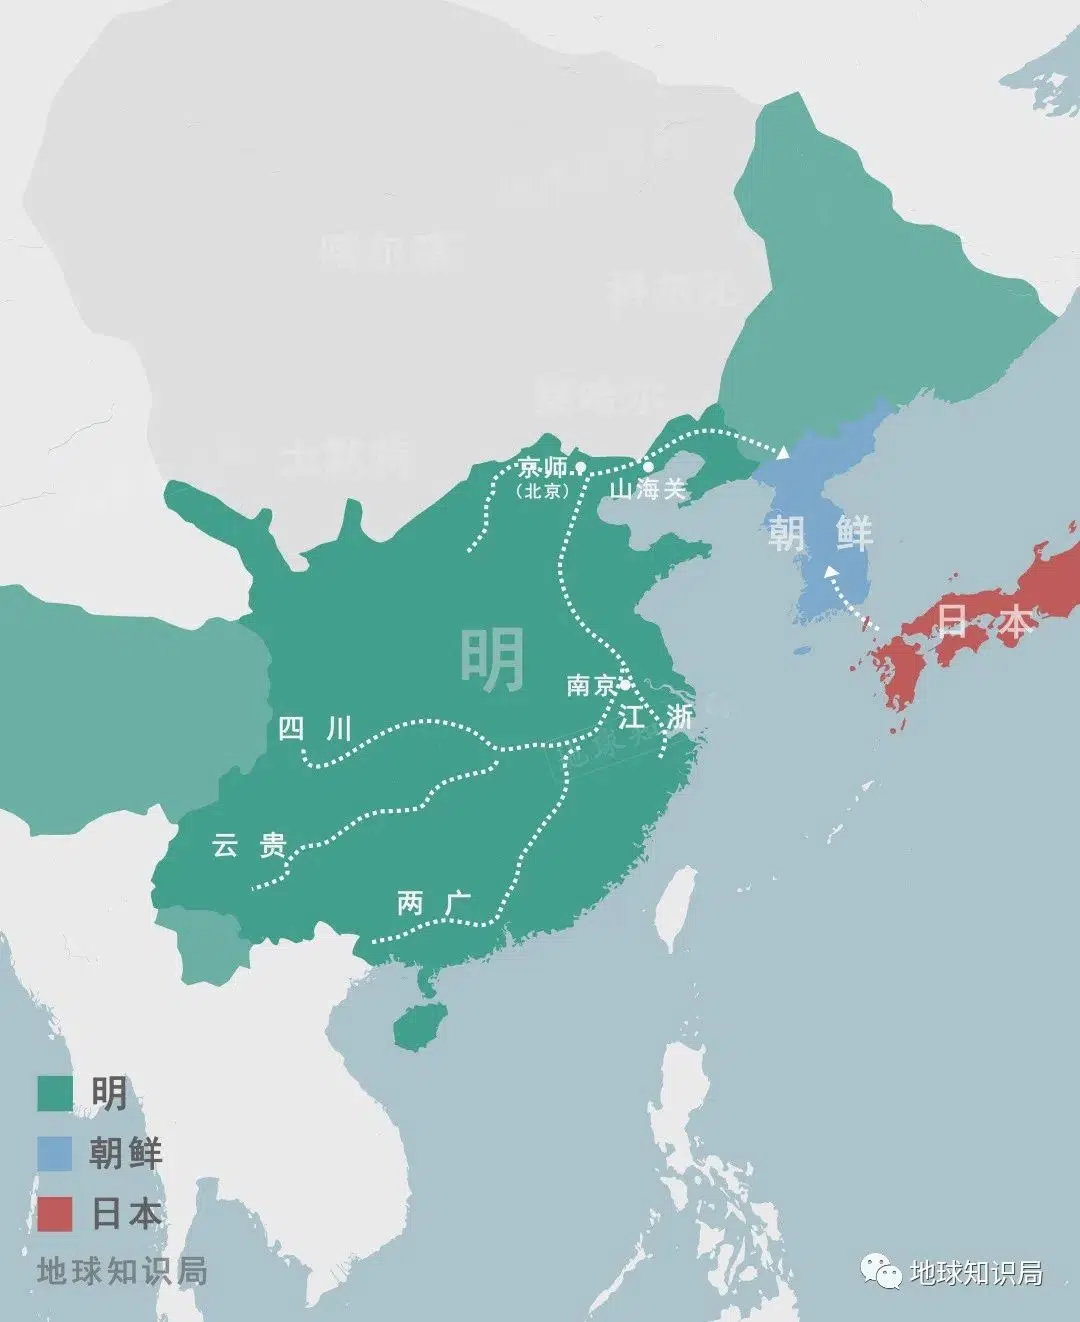 京师
（北京）
山海关
朝鲜
日本
明
南京
江浙
四川
云贵
两广
明
朝鲜
日本
地球知识局
地球知识局